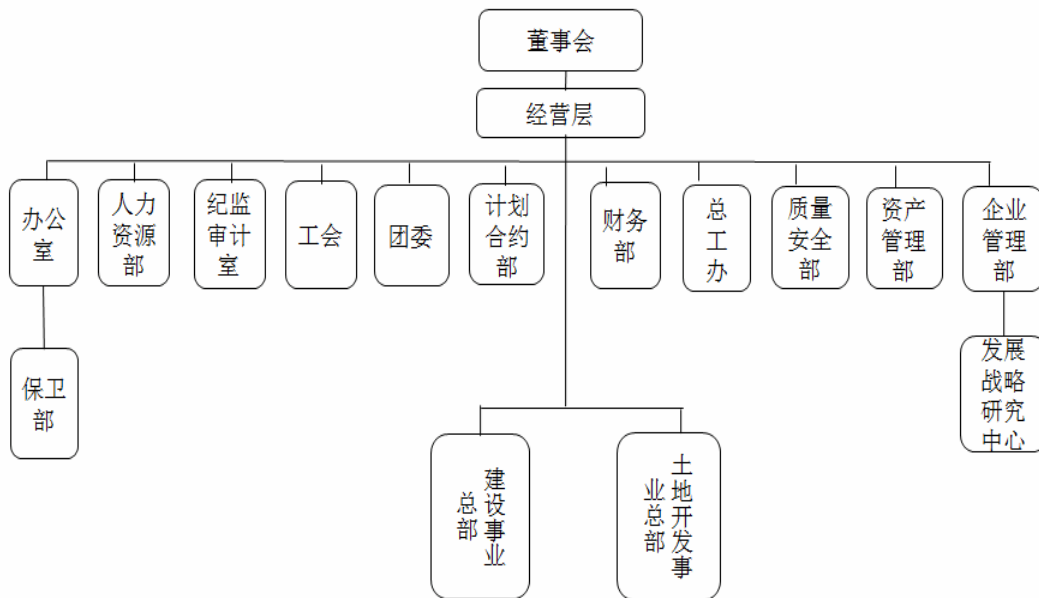 董事会
经营层
办公
室
人力
资源
部
纪监
审计
室
工会
团委
计划
合约
部
财务
部
总
工
办
质量
安全
部
资产
管理
部
企业
管理
部
保卫
部
发展
战略
研究
中心
建设事业
总部
土地开发事
业总部